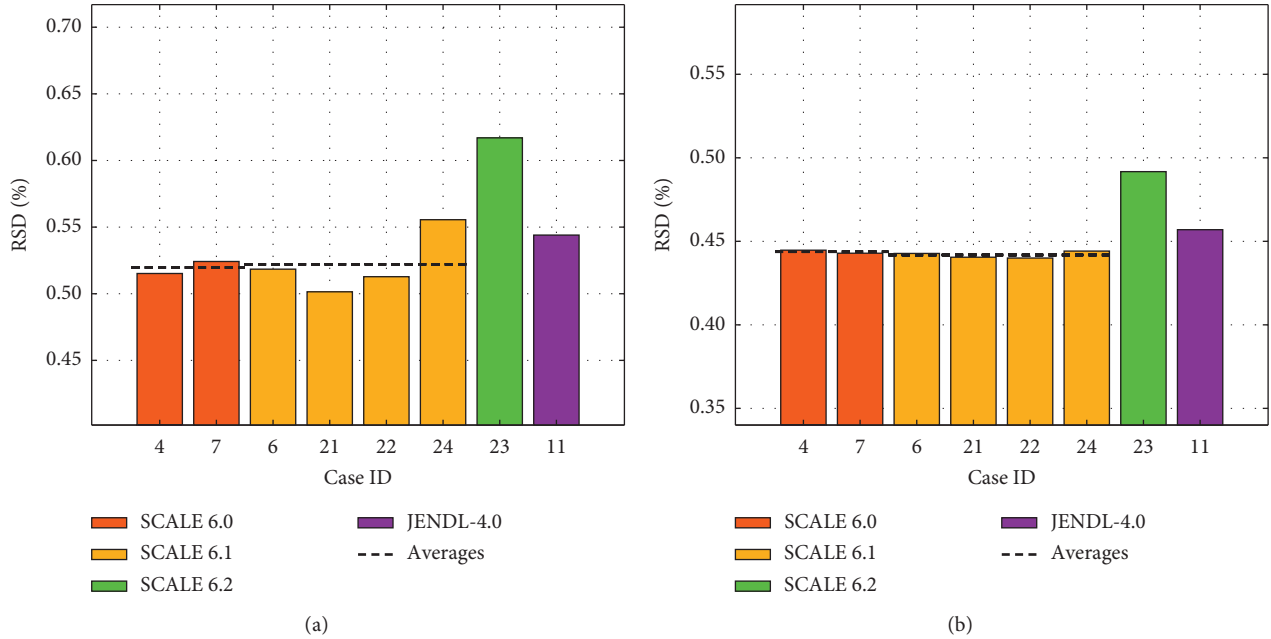 0.70
0.65
0.60
0.55
0.50
0.45
RSD (%)
4 7 6 21 22 24 23 11
Case ID
SCALE 6.0
SCALE 6.1
SCALE 6.2
JENDL-4.0
Averages
(a)
0.55
0.50
0.45
0.40
0.35
RSD (%)
4 7 6 21 22 24 23 11
Case ID
SCALE 6.0
SCALE 6.1
SCALE 6.2
JENDL-4.0
Averages
(b)